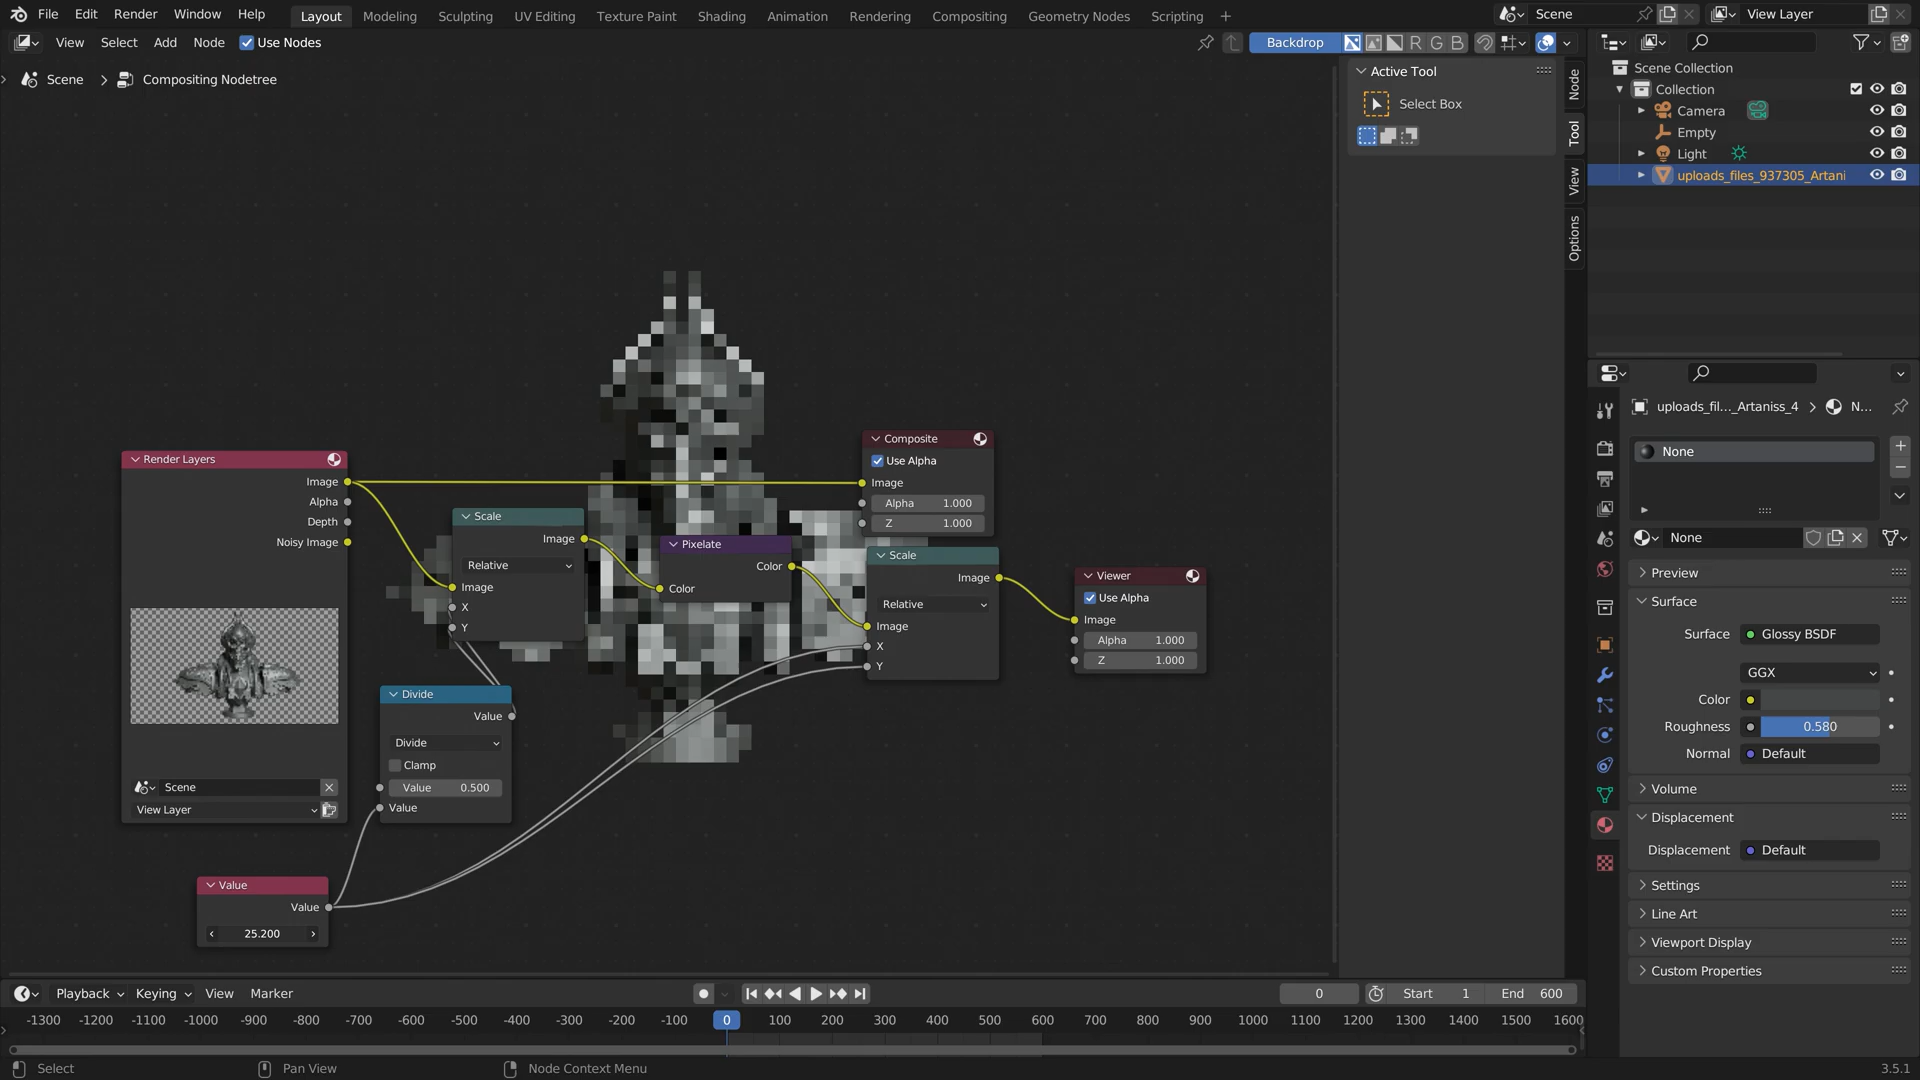 File Edit Render Window Help Layout Modeling Sculpting UV Editing Texture Paint Shading Animation Rendering Compositing Geometry Nodes Scripting + Scene View Layer
View Select Add Node Use Nodes Backdrop R G B
Scene > Compositing Nodetree
Active Tool
Select Box
Node
Tool
View
Options
Scene Collection
Collection
Camera
Empty
Light
uploads_files_937305_Artani
Render Layers
Image
Alpha
Depth
Noisy Image
Scene
View Layer
Scale
Image
Relative
Image
X
Y
Divide
Value
Divide
Clamp
Value 0.500
Value
Value
Value
25.200
Pixelate
Color
Color
Composite
Use Alpha
Image
Alpha 1.000
Z 1.000
Scale
Image
Relative
Image
X
Y
Viewer
Use Alpha
Image
Alpha 1.000
Z 1.000
uploads_fil..._Artaniss_4 > N...
None
None
Preview
Surface
Surface Glossy BSDF
GGX
Color
Roughness 0.580
Normal Default
Volume
Displacement
Displacement Default
Settings
Line Art
Viewport Display
Custom Properties
Playback Keying View Marker 0 Start 1 End 600
-1300 -1200 -1100 -1000 -900 -800 -700 -600 -500 -400 -300 -200 -100 0 100 200 300 400 500 600 700 800 900 1000 1100 1200 1300 1400 1500 1600
Select Pan View Node Context Menu 3.5.1